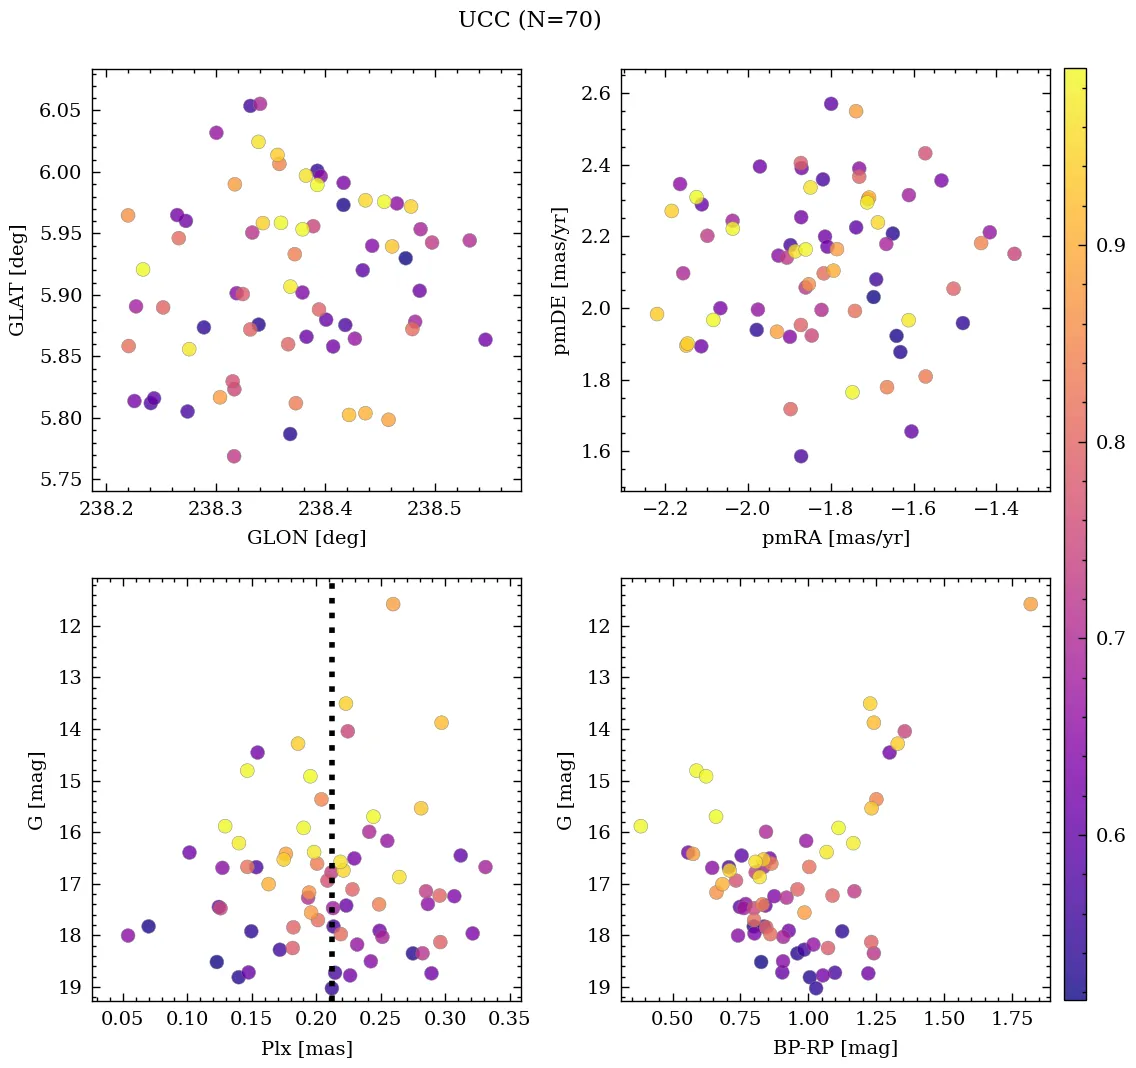 UCC (N=70)
6.05
6.00
5.95
5.90
5.85
5.80
5.75
GLAT [deg]
238.2 238.3 238.4 238.5
GLON [deg]
2.6
2.4
2.2
2.0
1.8
1.6
pmDE [mas/yr]
−2.2 −2.0 −1.8 −1.6 −1.4
pmRA [mas/yr]
12
13
14
15
16
17
18
19
G [mag]
0.05 0.10 0.15 0.20 0.25 0.30 0.35
Plx [mas]
12
13
14
15
16
17
18
19
G [mag]
0.50 0.75 1.00 1.25 1.50 1.75
BP-RP [mag]
0.9
0.8
0.7
0.6